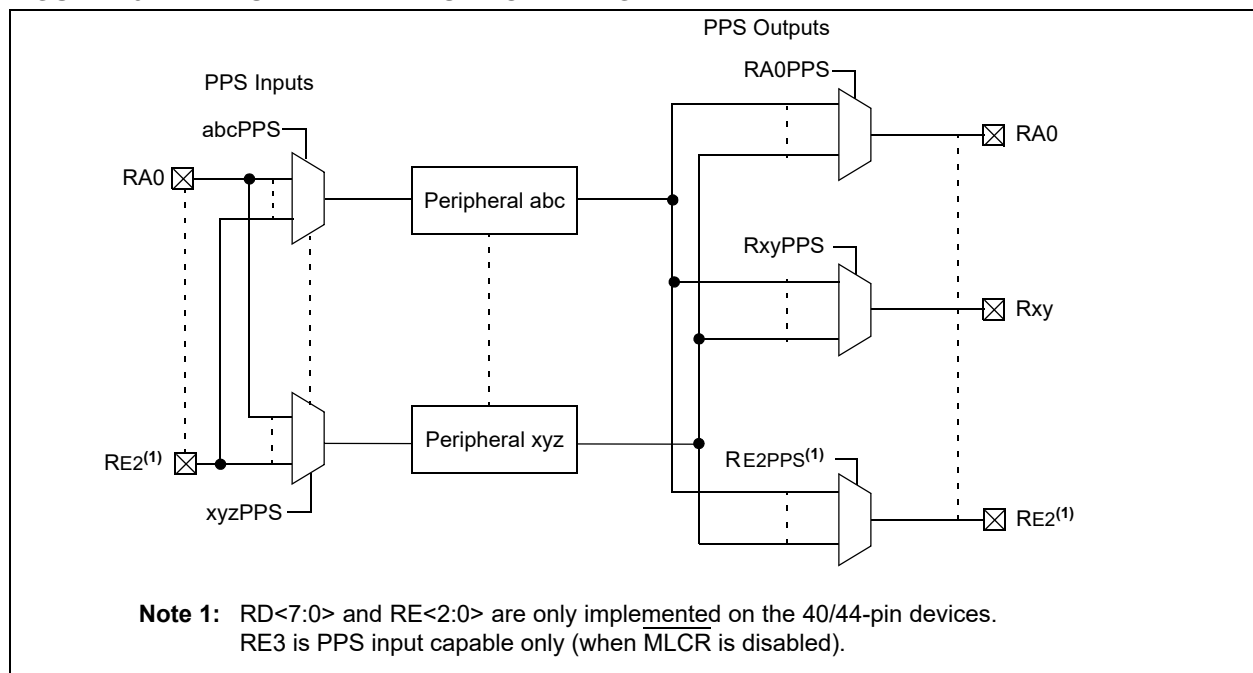 PPS Outputs
RA0PPS
PPS Inputs
abcPPS
RA0
RA0
Peripheral abc
RxyPPS
Rxy
Peripheral xyz
RE2PPS(1)
RE2(1)
xyzPPS
RE2(1)
Note 1: RD<7:0> and RE<2:0> are only implemented on the 40/44-pin devices.
RE3 is PPS input capable only (when MLCR is disabled).